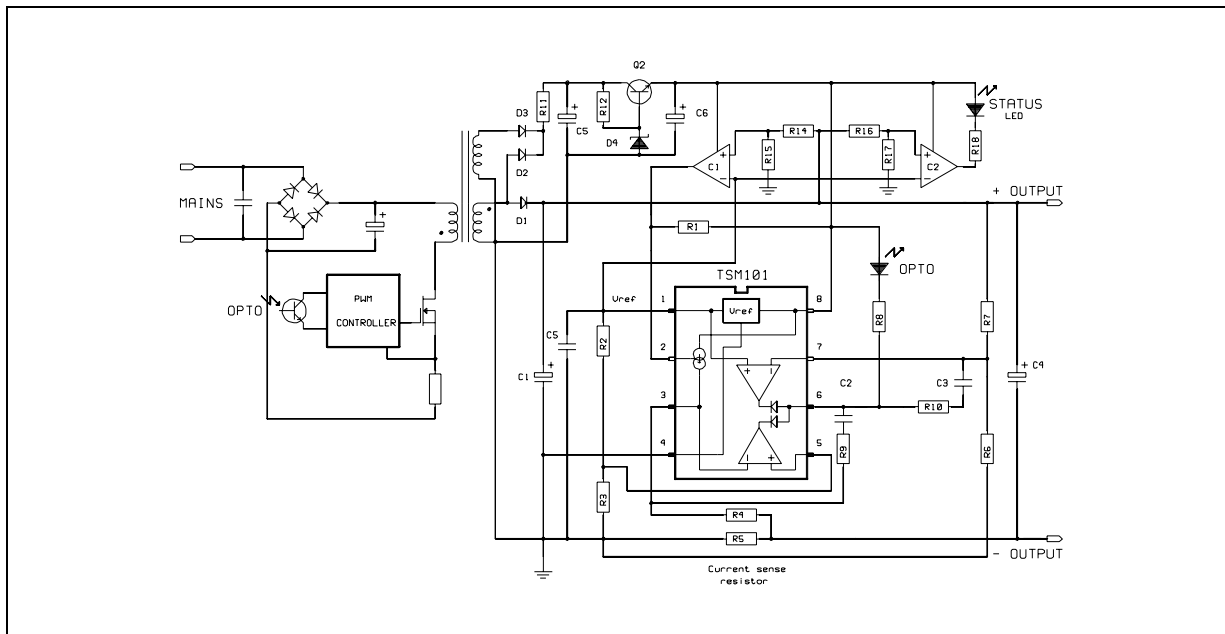 Q2
R11
R12
C5
C6
D3
D4
D2
STATUS
LED
R18
R14
R16
R15
R17
C1
C2
MAINS
D1
+ OUTPUT
R1
OPTO
TSM101
OPTO
PWM
CONTROLLER
Vref
1
Vref
8
R8
R7
C5
R2
2
7
C1
3
C2
6
C3
C4
R10
4
5
R9
R6
R3
R4
R5
- OUTPUT
Current sense
resistor